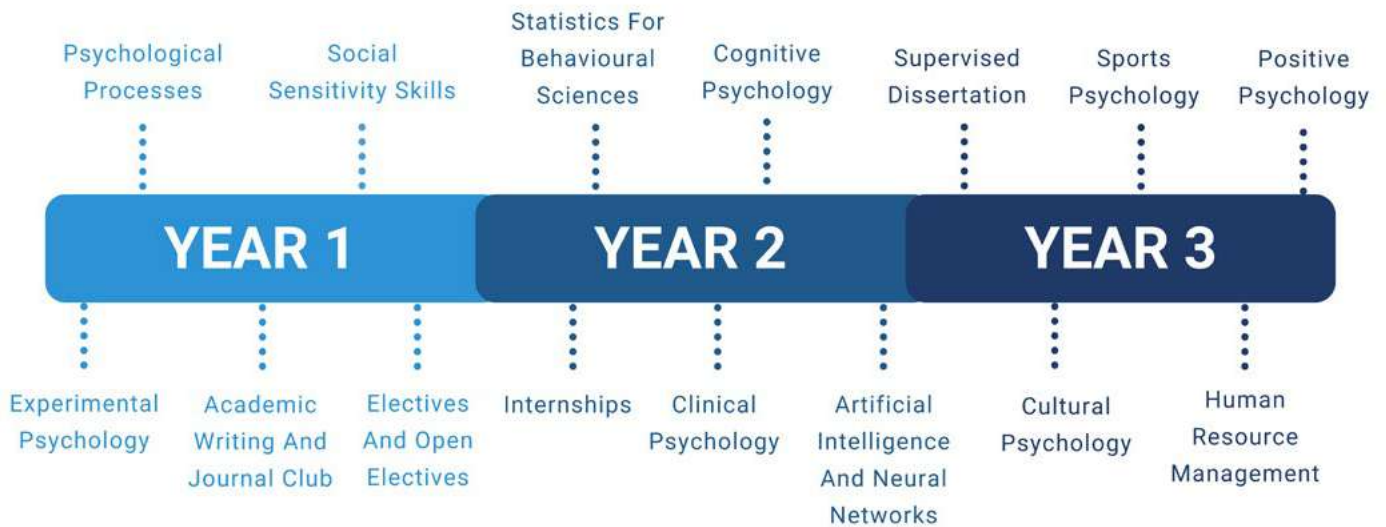 Psychological
Processes
Social
Sensitivity Skills
Statistics For
Behavioural
Sciences
Cognitive
Psychology
Supervised
Dissertation
Sports
Psychology
Positive
Psychology
YEAR 1
YEAR 2
YEAR 3
Experimental
Psychology
Academic
Writing And
Journal Club
Electives
And Open
Electives
Internships
Clinical
Psychology
Artificial
Intelligence
And Neural
Networks
Cultural
Psychology
Human
Resource
Management